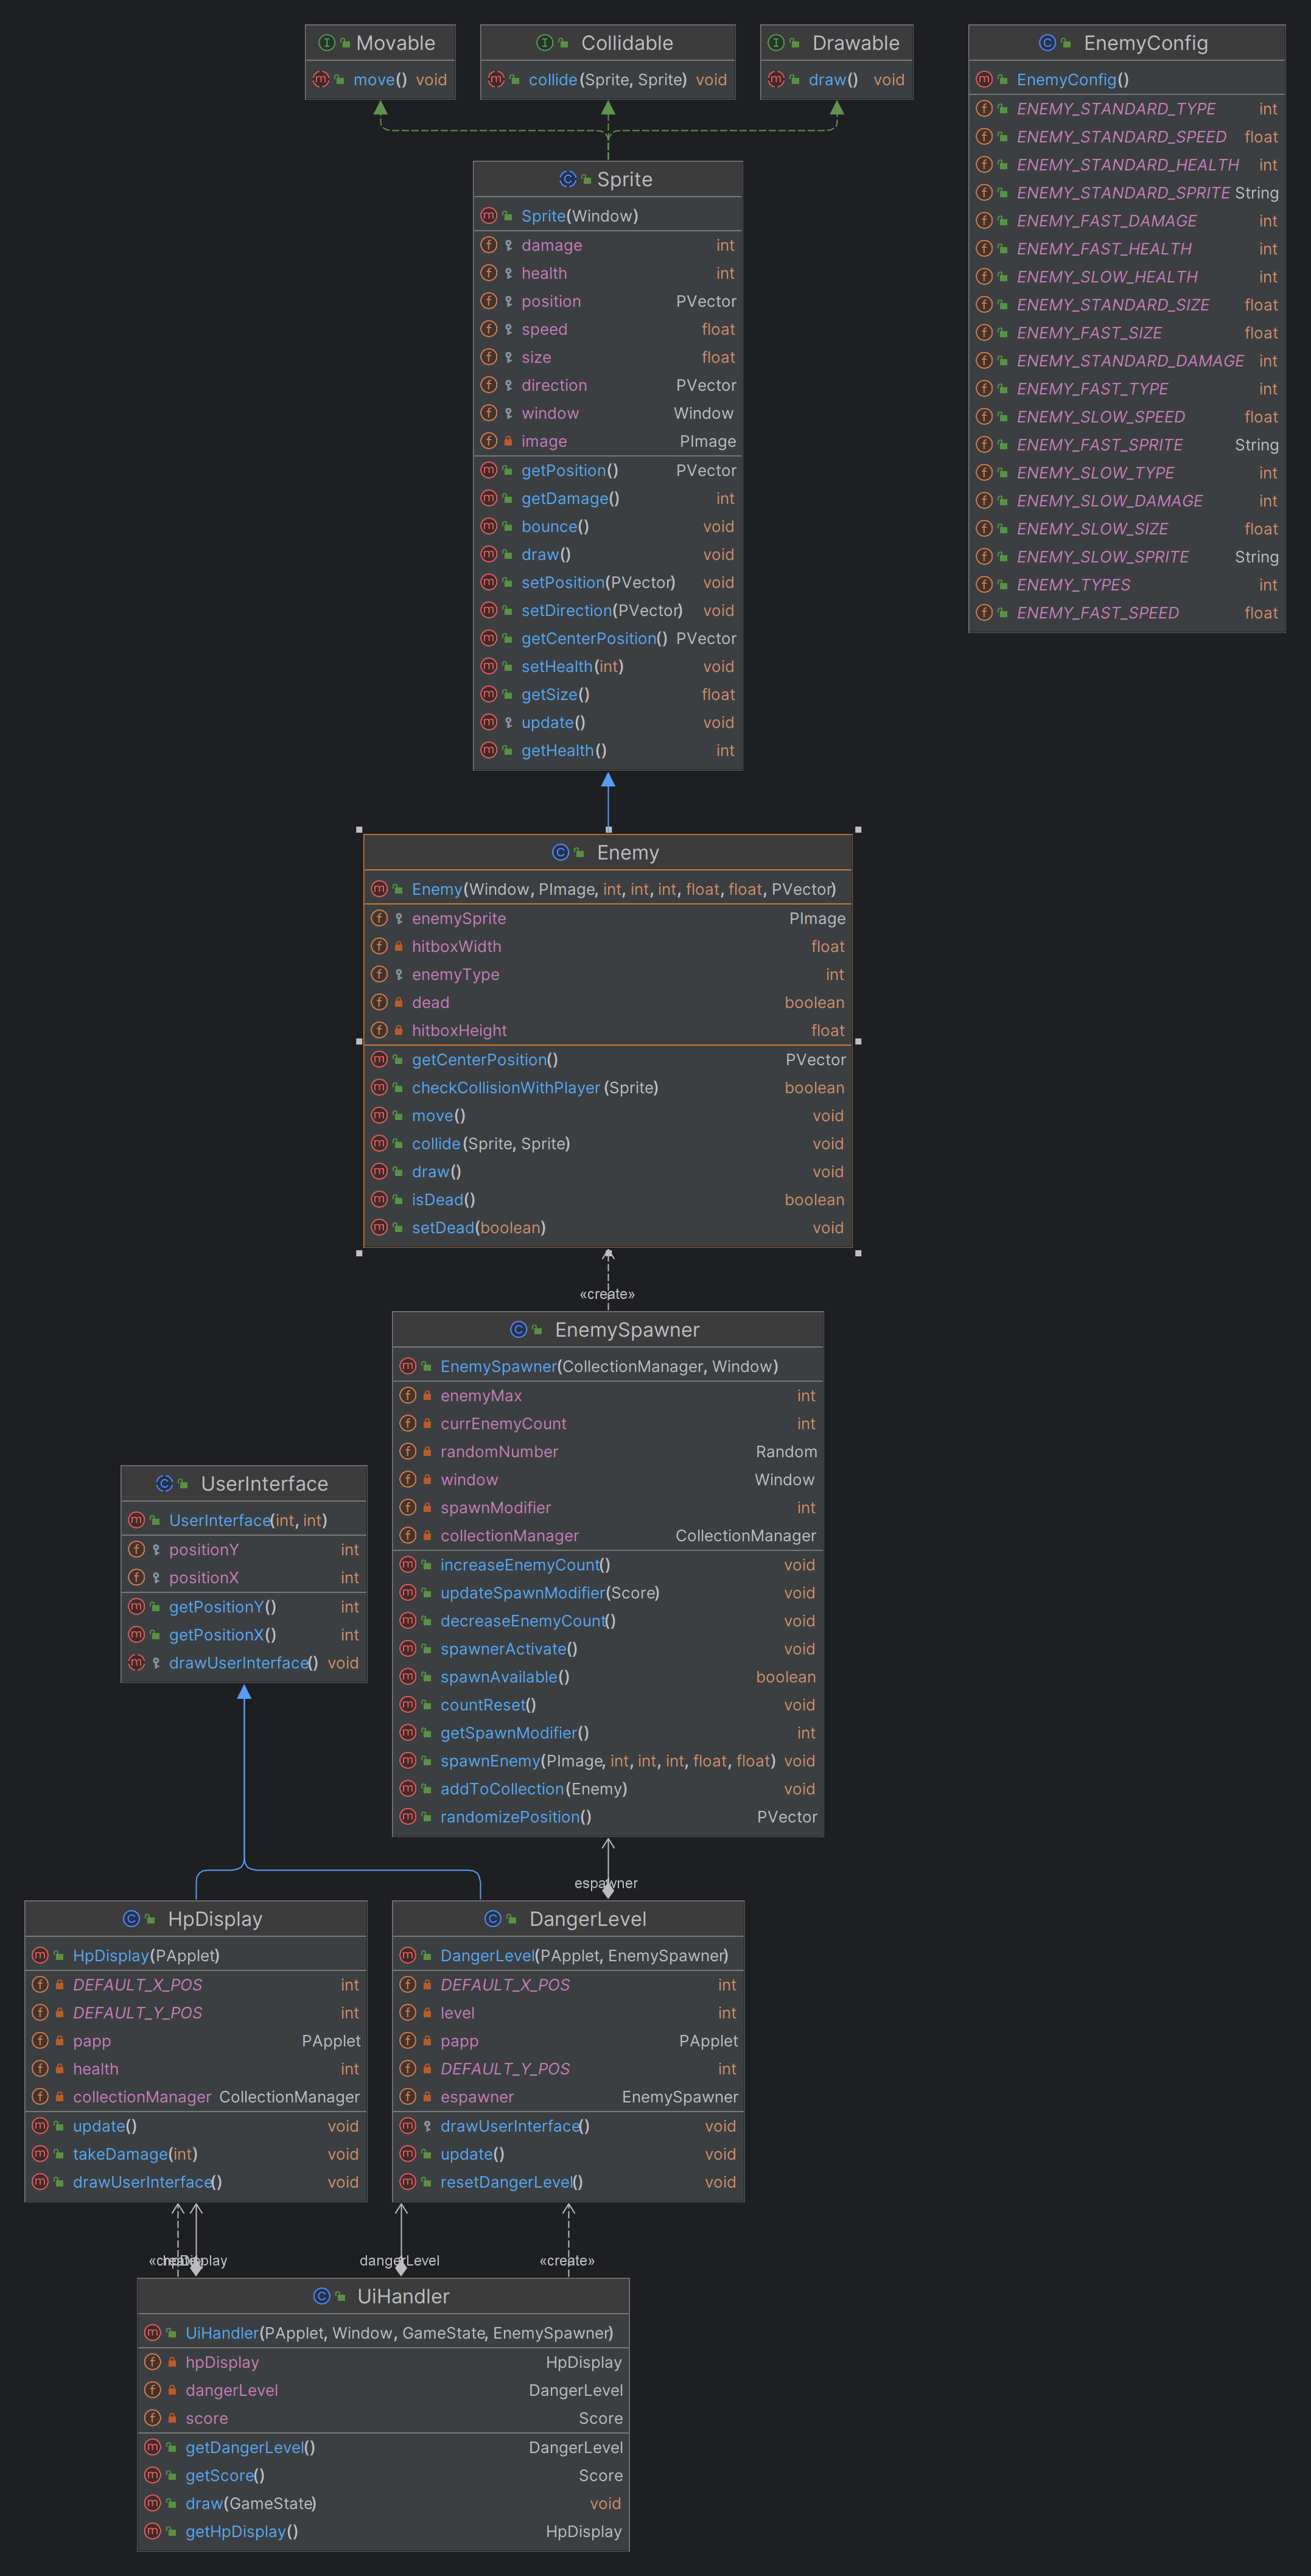 Movable
move() void
Collidable
collide(Sprite, Sprite) void
Drawable
draw() void
EnemyConfig
EnemyConfig()
ENEMY_STANDARD_TYPE int
ENEMY_STANDARD_SPEED float
ENEMY_STANDARD_HEALTH int
ENEMY_STANDARD_SPRITE String
ENEMY_FAST_DAMAGE int
ENEMY_FAST_HEALTH int
ENEMY_SLOW_HEALTH int
ENEMY_STANDARD_SIZE float
ENEMY_FAST_SIZE float
ENEMY_STANDARD_DAMAGE int
ENEMY_FAST_TYPE int
ENEMY_SLOW_SPEED float
ENEMY_FAST_SPRITE String
ENEMY_SLOW_TYPE int
ENEMY_SLOW_DAMAGE int
ENEMY_SLOW_SIZE float
ENEMY_SLOW_SPRITE String
ENEMY_TYPES int
ENEMY_FAST_SPEED float
Sprite
Sprite(Window)
damage int
health int
position PVector
speed float
size float
direction PVector
window Window
image PImage
getPosition() PVector
getDamage() int
bounce() void
draw() void
setPosition(PVector) void
setDirection(PVector) void
getCenterPosition() PVector
setHealth(int) void
getSize() float
update() void
getHealth() int
Enemy
Enemy(Window, PImage, int, int, int, float, float, PVector)
enemySprite PImage
hitboxWidth float
enemyType int
dead boolean
hitboxHeight float
getCenterPosition() PVector
checkCollisionWithPlayer(Sprite) boolean
move() void
collide(Sprite, Sprite) void
draw() void
isDead() boolean
setDead(boolean) void
«create»
EnemySpawner
EnemySpawner(CollectionManager, Window)
enemyMax int
currEnemyCount int
randomNumber Random
window Window
spawnModifier int
collectionManager CollectionManager
increaseEnemyCount() void
updateSpawnModifier(Score) void
decreaseEnemyCount() void
spawnerActivate() void
spawnAvailable() boolean
countReset() void
getSpawnModifier() int
spawnEnemy(PImage, int, int, int, float, float) void
addToCollection(Enemy) void
randomizePosition() PVector
UserInterface
UserInterface(int, int)
positionY int
positionX int
getPositionY() int
getPositionX() int
drawUserInterface() void
espawner
HpDisplay
HpDisplay(PApplet)
DEFAULT_X_POS int
DEFAULT_Y_POS int
papp PApplet
health int
collectionManager CollectionManager
update() void
takeDamage(int) void
drawUserInterface() void
DangerLevel
DangerLevel(PApplet, EnemySpawner)
DEFAULT_X_POS int
level int
papp PApplet
DEFAULT_Y_POS int
espawner EnemySpawner
drawUserInterface() void
update() void
resetDangerLevel() void
«create»
hpDisplay
dangerLevel
«create»
UiHandler
UiHandler(PApplet, Window, GameState, EnemySpawner)
hpDisplay HpDisplay
dangerLevel DangerLevel
score Score
getDangerLevel() DangerLevel
getScore() Score
draw(GameState) void
getHpDisplay() HpDisplay